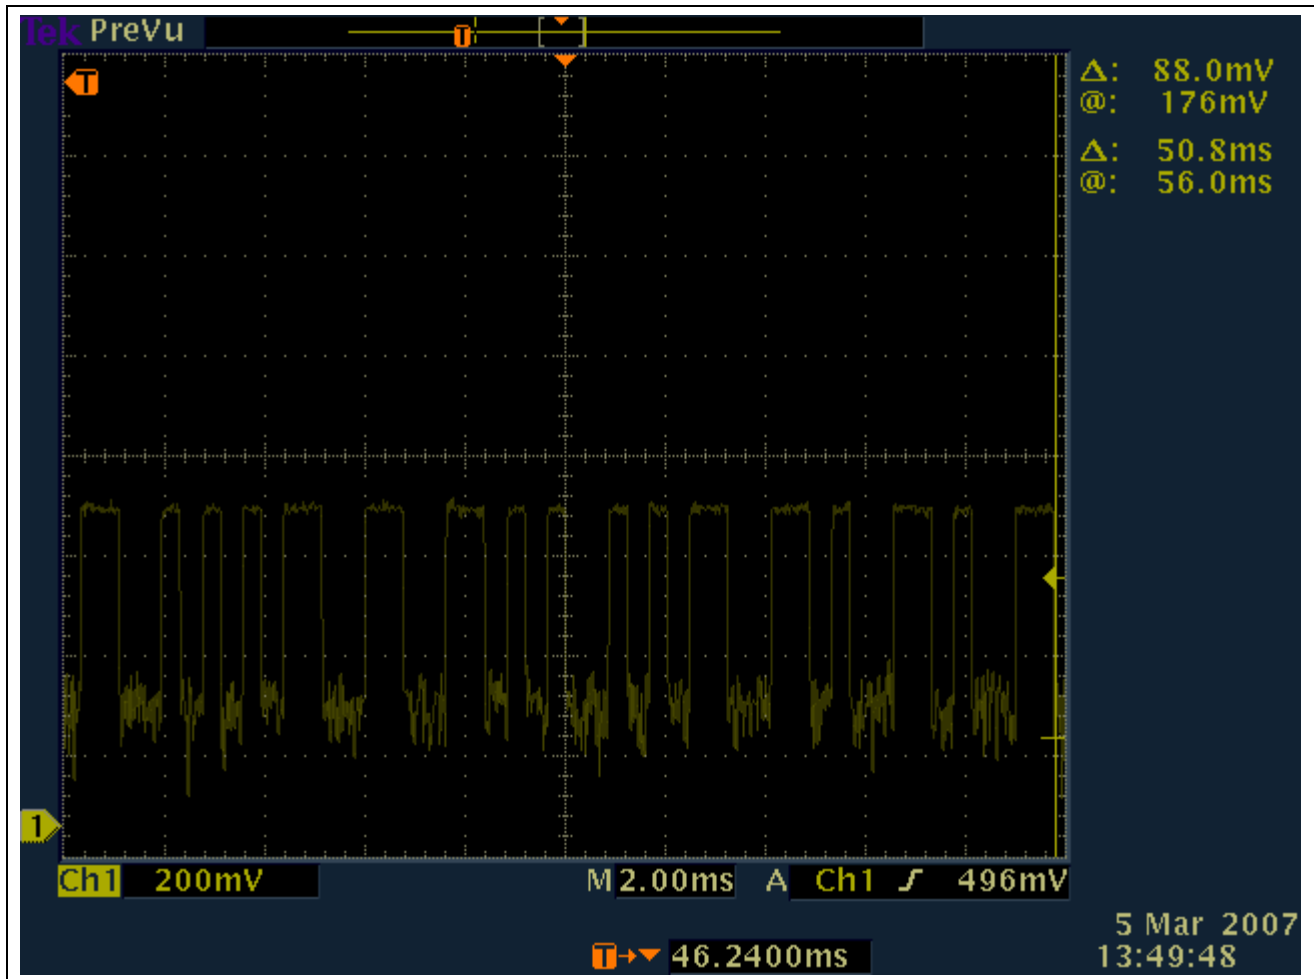 Tek PreVu
T
T
Δ: 88.0mV
@: 176mV
Δ: 50.8ms
@: 56.0ms
1
Ch1 200mV M 2.00ms A Ch1 496mV
T 46.2400ms
5 Mar 2007
13:49:48